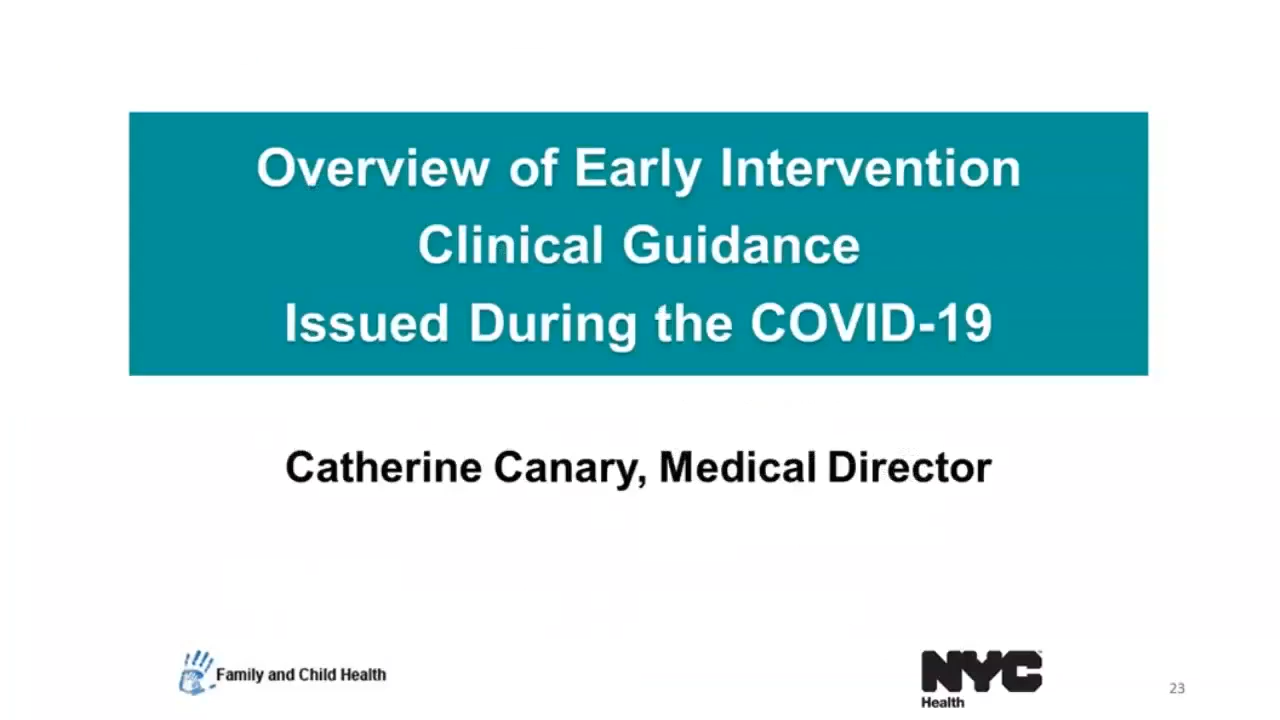 Overview of Early Intervention
Clinical Guidance
Issued During the COVID-19
Catherine Canary, Medical Director
Family and Child Health
NYC
Health
23